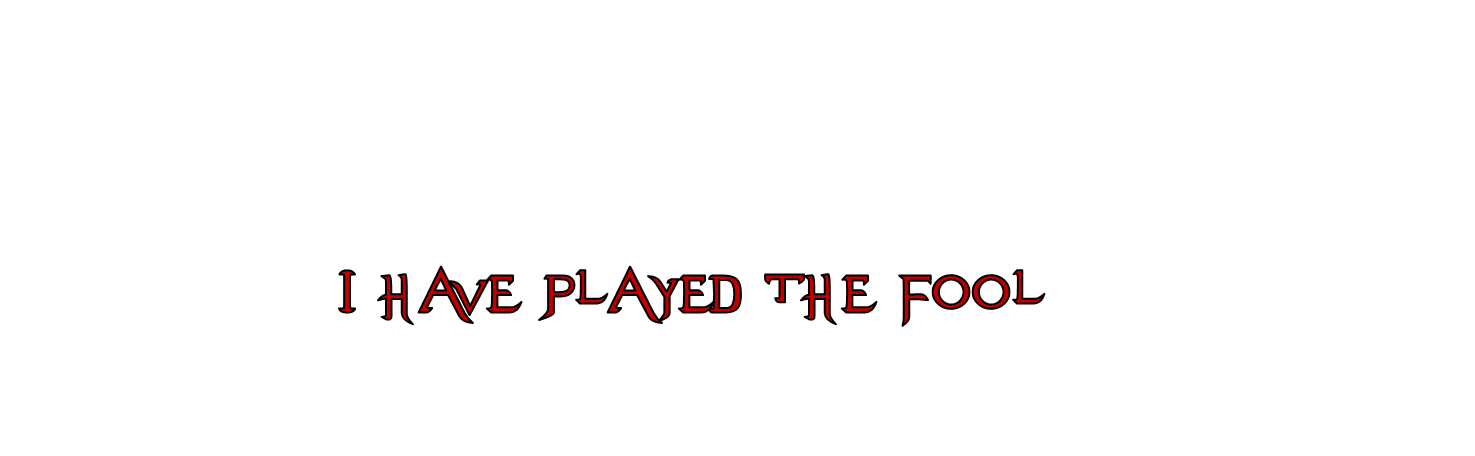 I HAVE PLAYED THE FOOL